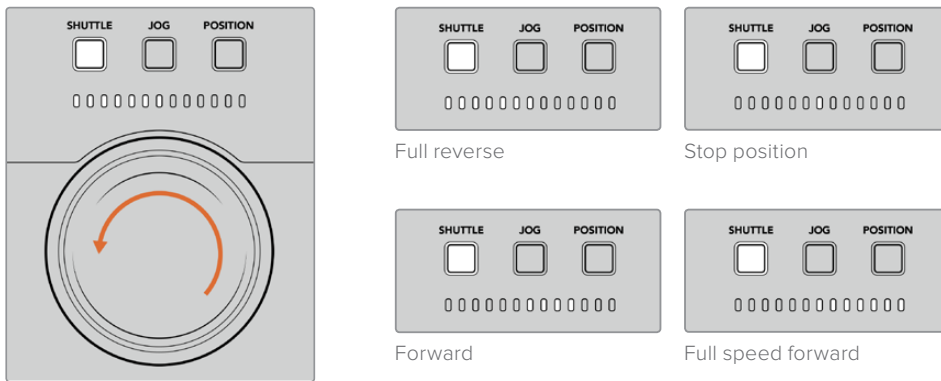 SHUTTLE JOG POSITION
SHUTTLE JOG POSITION
Full reverse
SHUTTLE JOG POSITION
Stop position
SHUTTLE JOG POSITION
Forward
SHUTTLE JOG POSITION
Full speed forward